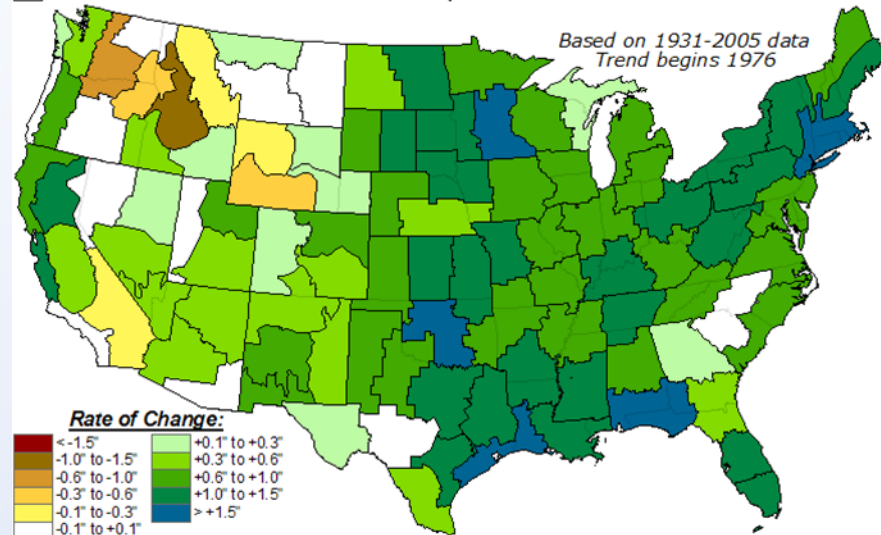 Based on 1931-2005 data
Trend begins 1976
Rate of Change:
< -1.5"
-1.0" to -1.5"
-0.6" to -1.0"
-0.3" to -0.6"
-0.1" to -0.3"
-0.1" to +0.1"
+0.1" to +0.3"
+0.3" to +0.6"
+0.6" to +1.0"
+1.0" to +1.5"
> +1.5"